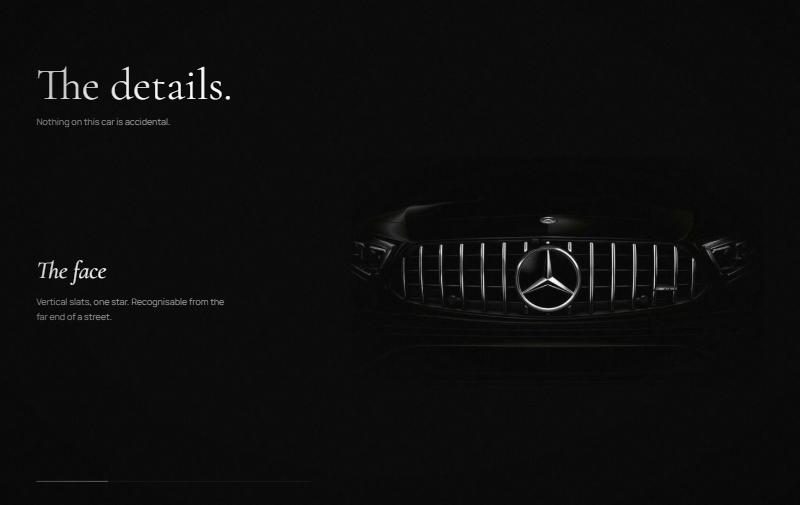 The details.
Nothing on this car is accidental.
The face
Vertical slats, one star. Recognisable from the
far end of a street.